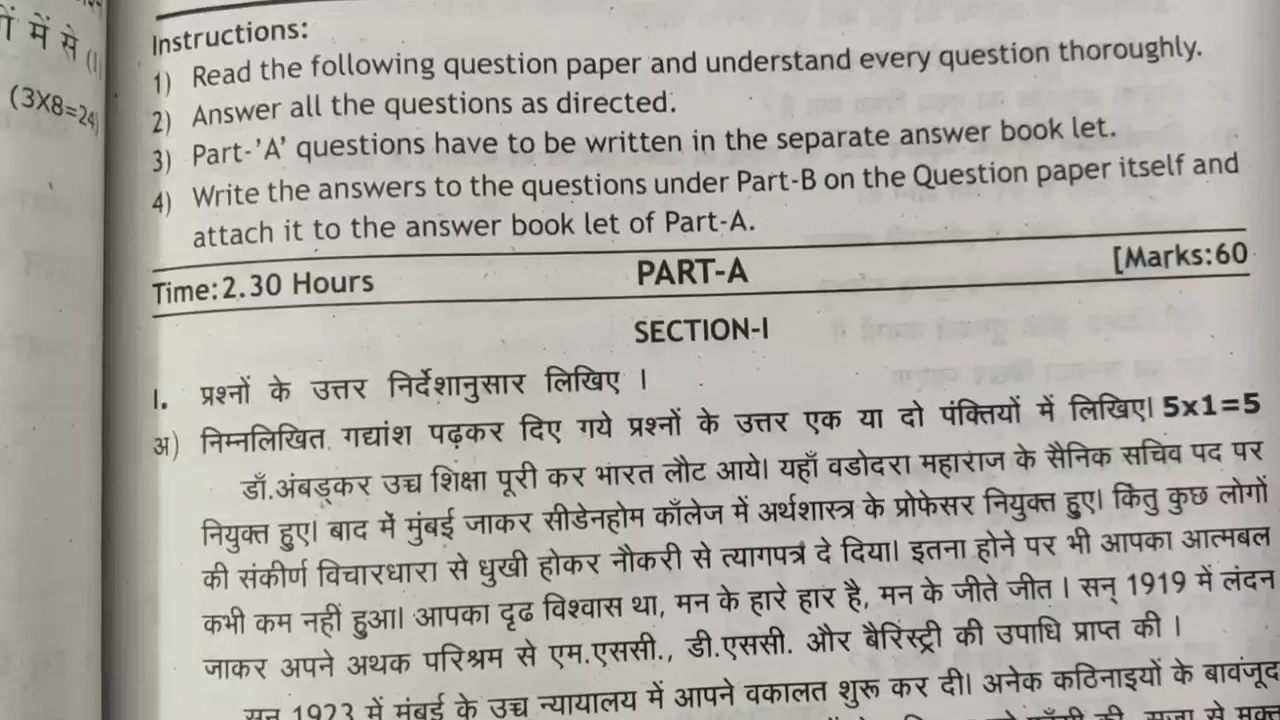 में से
(3X8=24)
Instructions:
1) Read the following question paper and understand every question thoroughly.
2) Answer all the questions as directed.
3) Part-'A' questions have to be written in the separate answer book let.
4) Write the answers to the questions under Part-B on the Question paper itself and
attach it to the answer book let of Part-A.
Time:2.30 Hours PART-A [Marks:60
SECTION-I
I. प्रश्नों के उत्तर निर्देशानुसार लिखिए ।
अ) निम्नलिखित गद्यांश पढ़कर दिए गये प्रश्नों के उत्तर एक या दो पंक्तियों में लिखिए। 5x1=5
डॉ.अंबड्कर उच्च शिक्षा पूरी कर भारत लौट आये। यहाँ वडोदरा महाराज के सैनिक सचिव पद पर
नियुक्त हुए। बाद में मुंबई जाकर सीडेनहोम कॉलेज में अर्थशास्त्र के प्रोफेसर नियुक्त हुए। किंतु कुछ लोगों
की संकीर्ण विचारधारा से धुखी होकर नौकरी से त्यागपत्र दे दिया। इतना होने पर भी आपका आत्मबल
कभी कम नहीं हुआ। आपका दृढ विश्वास था, मन के हारे हार है, मन के जीते जीत । सन् 1919 में लंदन
जाकर अपने अथक परिश्रम से एम.एससी., डी.एससी. और बैरिस्ट्री की उपाधि प्राप्त की ।
सन् 1923 में मुंबई के उच्च न्यायालय में आपने वकालत शुरू कर दी। अनेक कठिनाइयों के बावंजूद